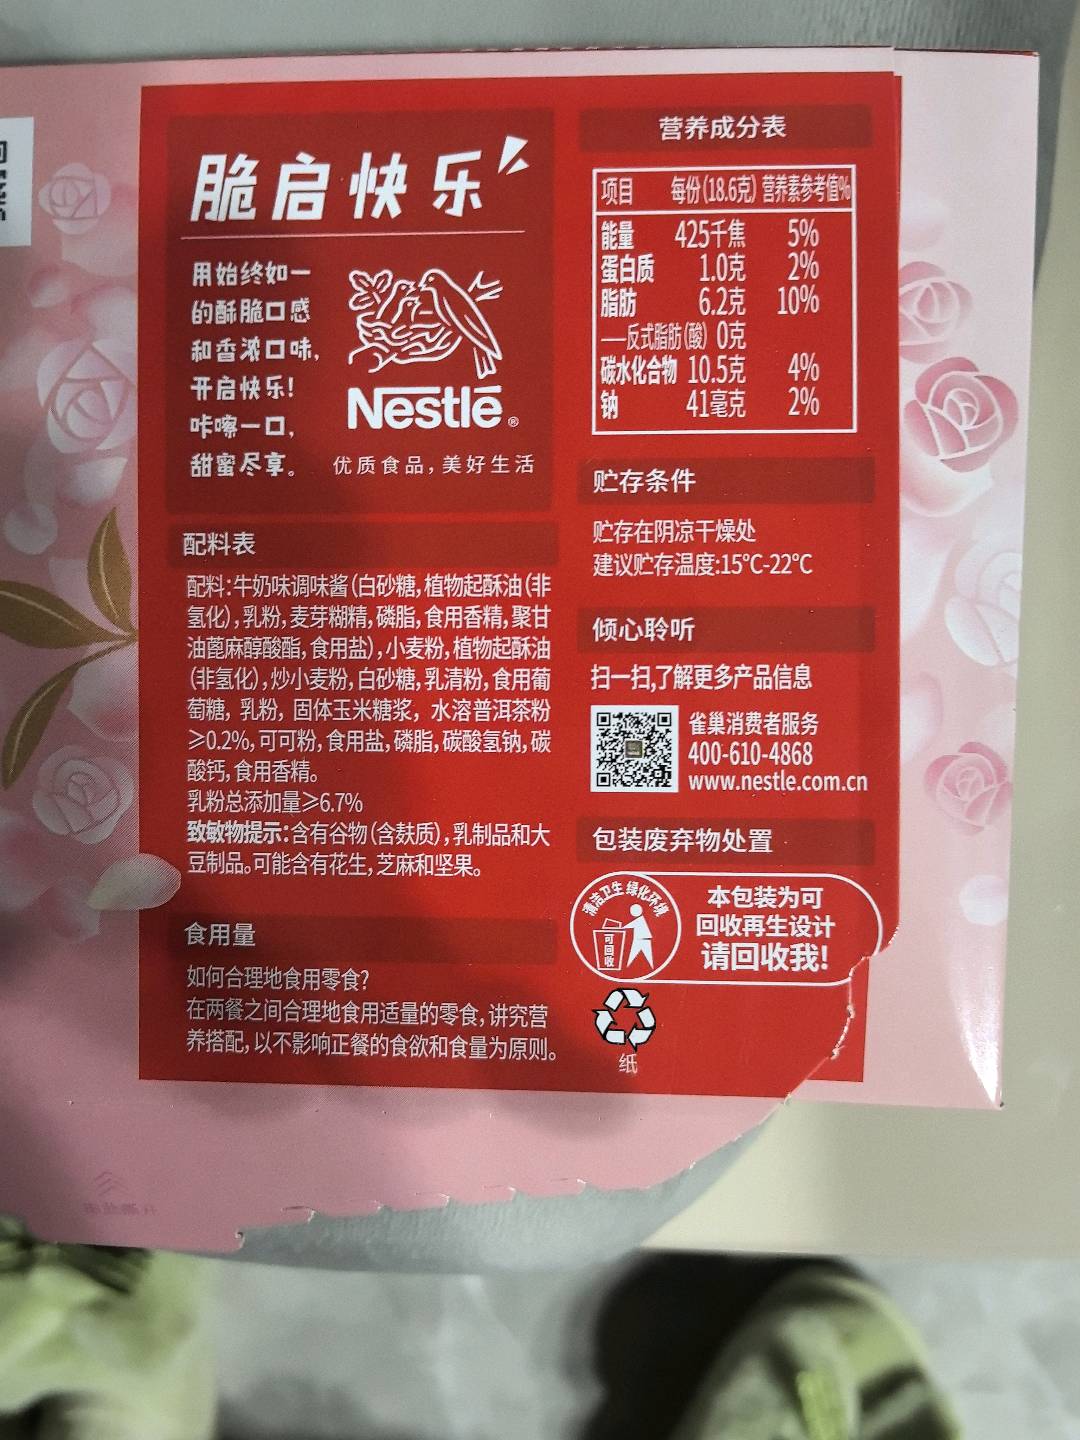 脆启快乐
用始终如一
的酥脆口感
和香浓口味，
开启快乐！
咔嚓一口，
甜蜜尽享。
Nestlé®
优质食品，美好生活
配料表
配料：牛奶味调味酱（白砂糖，植物起酥油（非
氢化），乳粉，麦芽糊精，磷脂，食用香精，聚甘
油蓖麻醇酸酯，食用盐），小麦粉，植物起酥油
（非氢化），炒小麦粉，白砂糖，乳清粉，食用葡
萄糖，乳粉，固体玉米糖浆，水溶普洱茶粉
≥0.2%，可可粉，食用盐，磷脂，碳酸氢钠，碳
酸钙，食用香精。
乳粉总添加量≥6.7%
致敏物提示：含有谷物（含麸质），乳制品和大
豆制品。可能含有花生，芝麻和坚果。
食用量
如何合理地食用零食？
在两餐之间合理地食用适量的零食，讲究营
养搭配，以不影响正餐的食欲和食量为原则。
营养成分表
项目 每份（18.6克） 营养素参考值%
能量 425千焦 5%
蛋白质 1.0克 2%
脂肪 6.2克 10%
—反式脂肪（酸） 0克
碳水化合物 10.5克 4%
钠 41毫克 2%
贮存条件
贮存在阴凉干燥处
建议贮存温度:15℃-22℃
倾心聆听
扫一扫,了解更多产品信息
雀巢消费者服务
400-610-4868
www.nestle.com.cn
包装废弃物处置
清洁卫生 绿化环境
可回收
本包装为可
回收再生设计
请回收我！
纸